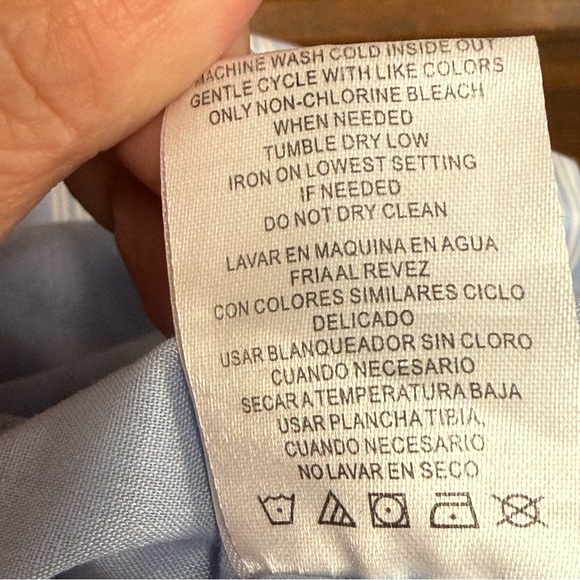 MACHINE WASH COLD INSIDE OUT
GENTLE CYCLE WITH LIKE COLORS
ONLY NON-CHLORINE BLEACH
WHEN NEEDED
TUMBLE DRY LOW
IRON ON LOWEST SETTING
IF NEEDED
DO NOT DRY CLEAN
LAVAR EN MAQUINA EN AGUA
FRIA AL REVEZ
CON COLORES SIMILARES CICLO
DELICADO
USAR BLANQUEADOR SIN CLORO
CUANDO NECESARIO
SECAR A TEMPERATURA BAJA
USAR PLANCHA TIBIA,
CUANDO NECESARIO
NO LAVAR EN SECO